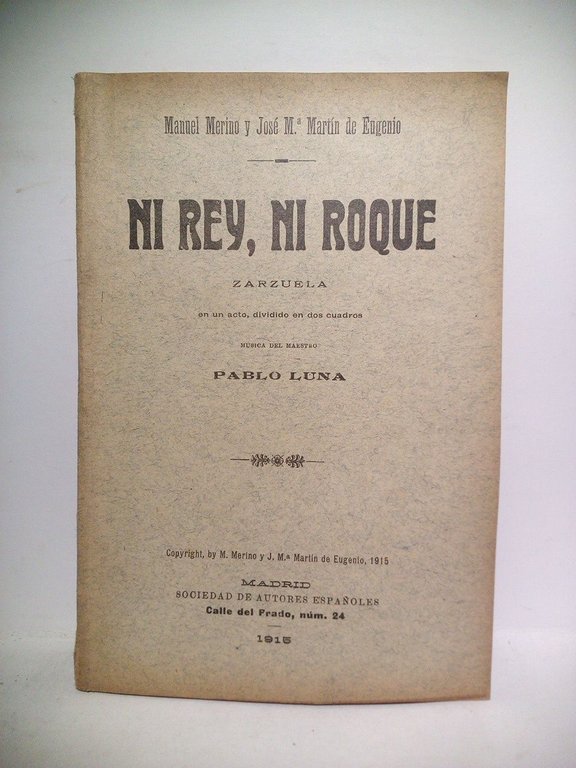 Manuel Merino y José M.ª Martín de Eugenio
NI REY, NI ROQUE
ZARZUELA
en un acto, dividido en dos cuadros
MÚSICA DEL MAESTRO
PABLO LUNA
Copyright, by M. Merino y J. M.ª Martín de Eugenio, 1915
MADRID
SOCIEDAD DE AUTORES ESPAÑOLES
Calle del Prado, núm. 24
1915